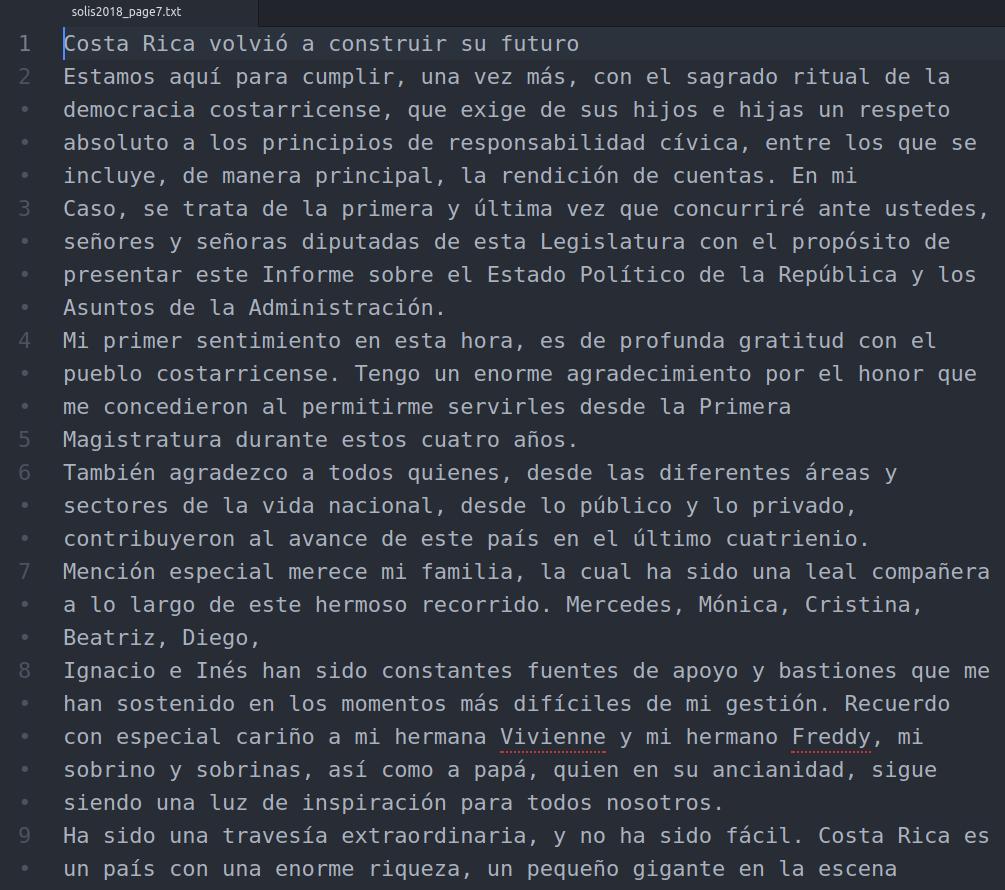 solis2018_page7.txt
1 Costa Rica volvió a construir su futuro
2 Estamos aquí para cumplir, una vez más, con el sagrado ritual de la
• democracia costarricense, que exige de sus hijos e hijas un respeto
• absoluto a los principios de responsabilidad cívica, entre los que se
• incluye, de manera principal, la rendición de cuentas. En mi
3 Caso, se trata de la primera y última vez que concurriré ante ustedes,
• señores y señoras diputadas de esta Legislatura con el propósito de
• presentar este Informe sobre el Estado Político de la República y los
• Asuntos de la Administración.
4 Mi primer sentimiento en esta hora, es de profunda gratitud con el
• pueblo costarricense. Tengo un enorme agradecimiento por el honor que
• me concedieron al permitirme servirles desde la Primera
5 Magistratura durante estos cuatro años.
6 También agradezco a todos quienes, desde las diferentes áreas y
• sectores de la vida nacional, desde lo público y lo privado,
• contribuyeron al avance de este país en el último cuatrienio.
7 Mención especial merece mi familia, la cual ha sido una leal compañera
• a lo largo de este hermoso recorrido. Mercedes, Mónica, Cristina,
• Beatriz, Diego,
8 Ignacio e Inés han sido constantes fuentes de apoyo y bastiones que me
• han sostenido en los momentos más difíciles de mi gestión. Recuerdo
• con especial cariño a mi hermana Vivienne y mi hermano Freddy, mi
• sobrino y sobrinas, así como a papá, quien en su ancianidad, sigue
• siendo una luz de inspiración para todos nosotros.
9 Ha sido una travesía extraordinaria, y no ha sido fácil. Costa Rica es
• un país con una enorme riqueza, un pequeño gigante en la escena